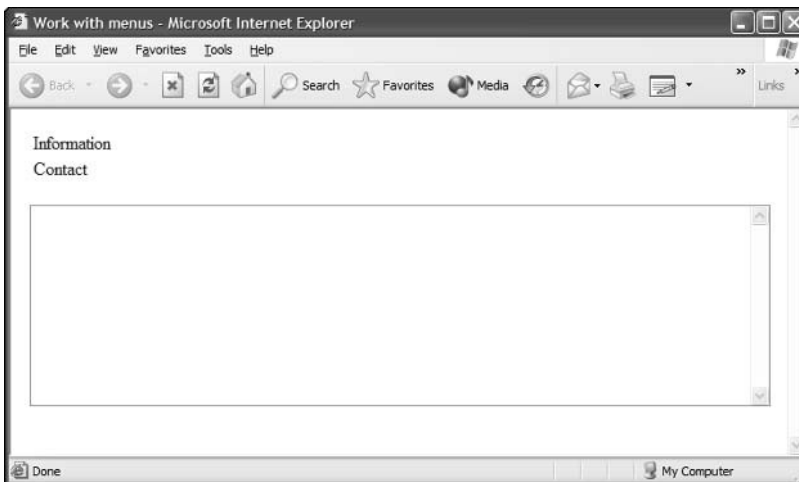 Work with menus - Microsoft Internet Explorer
File Edit View Favorites Tools Help
Back Search Favorites Media » Links »
Information
Contact
Done My Computer